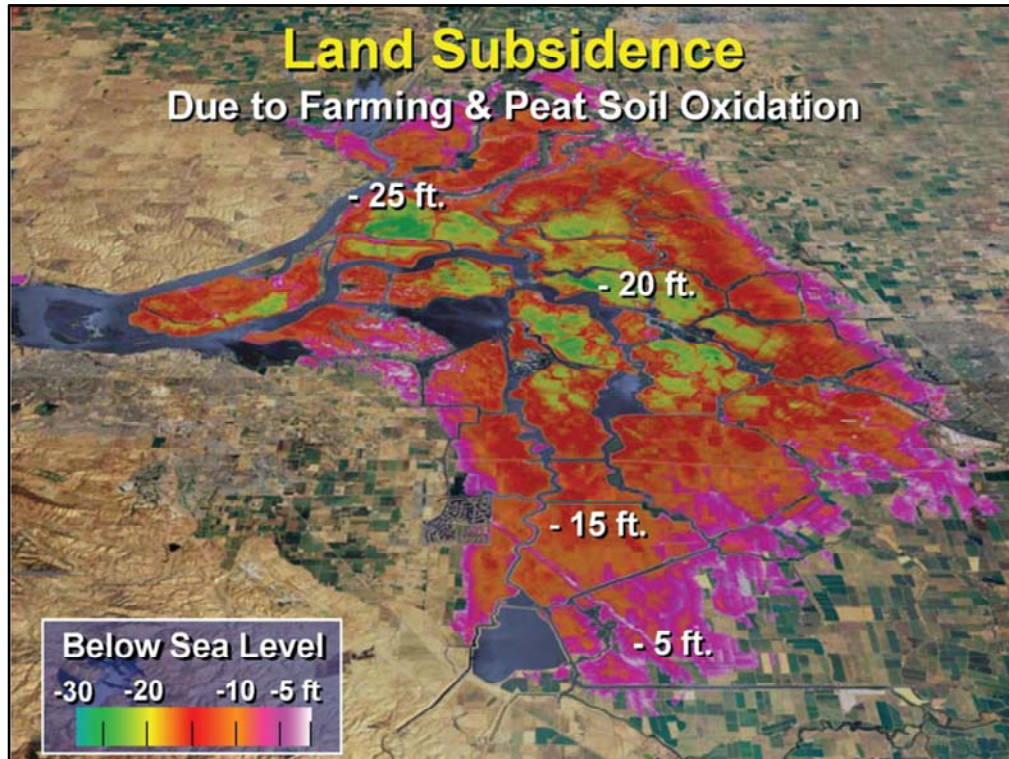 Land Subsidence
Due to Farming & Peat Soil Oxidation
- 25 ft.
- 20 ft.
- 15 ft.
- 5 ft.
Below Sea Level
-30 -20 -10 -5 ft